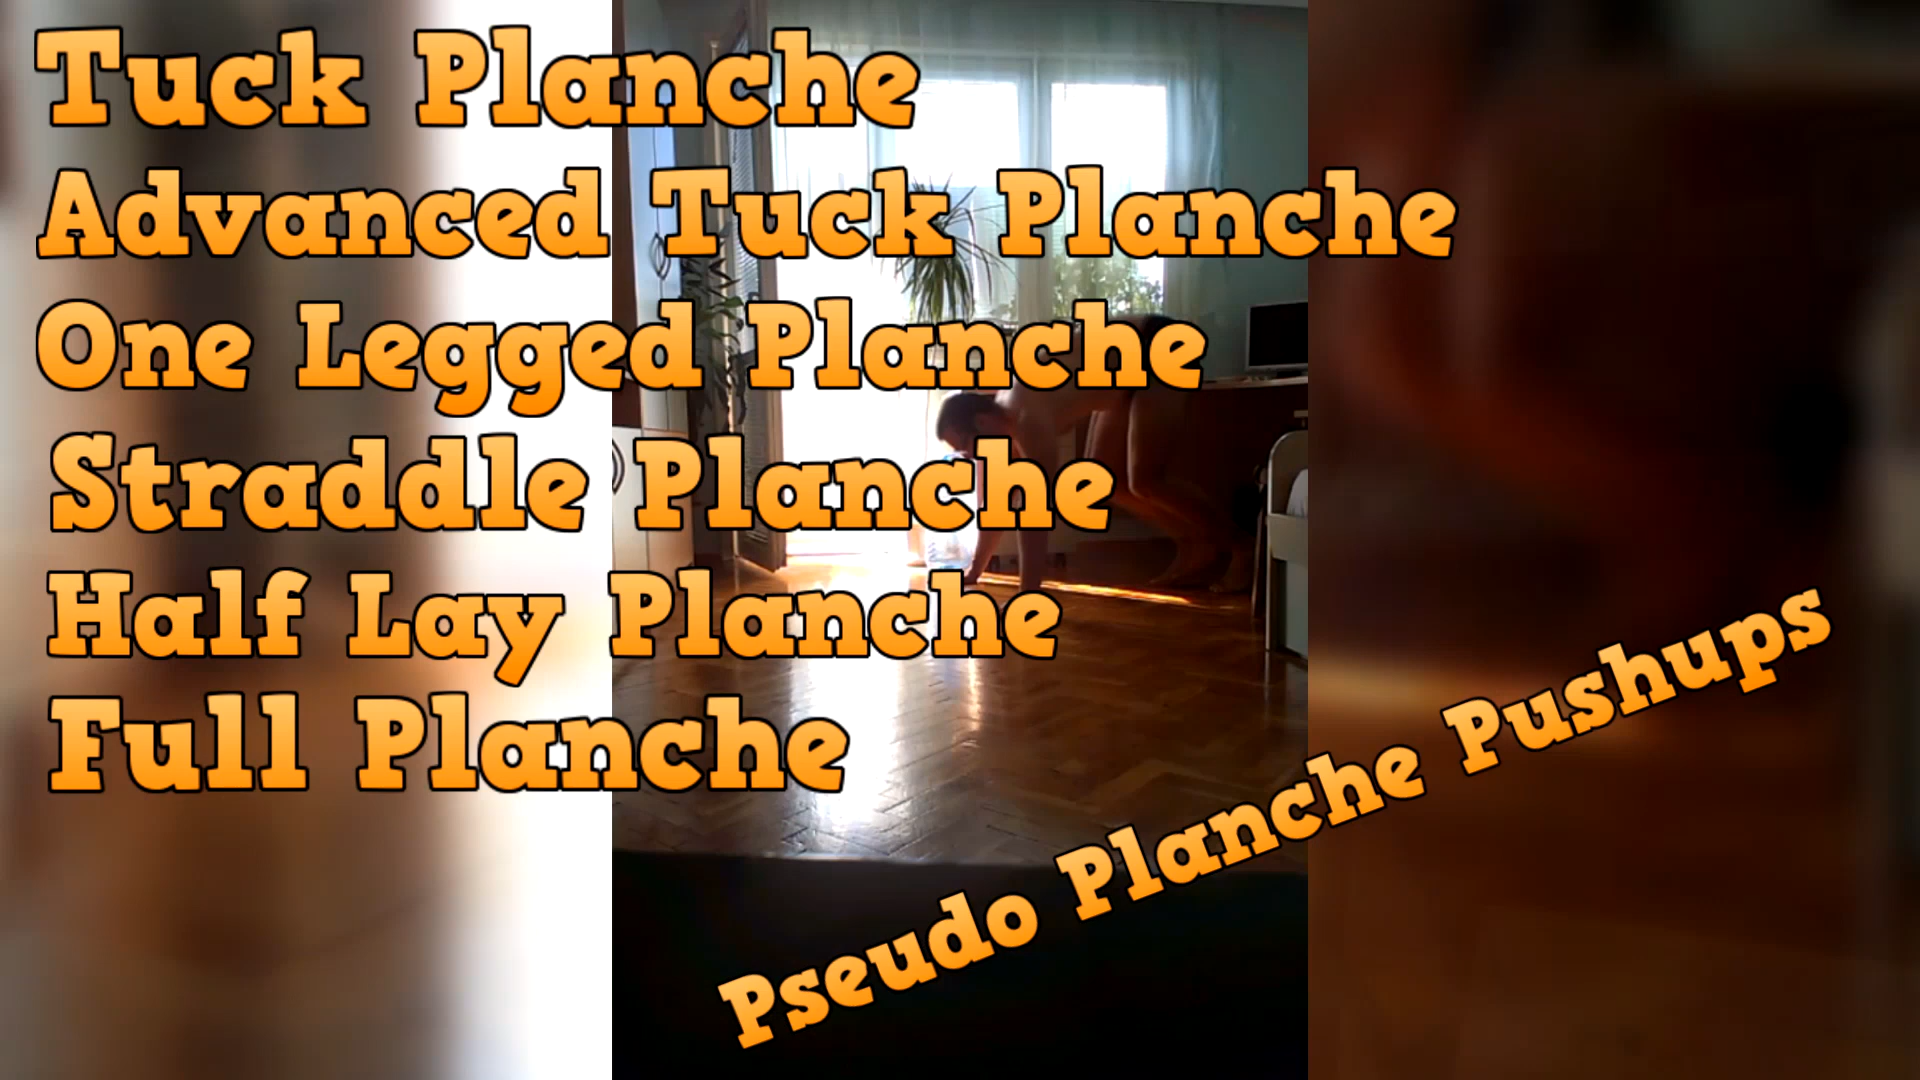 Tuck Planche
Advanced Tuck Planche
One Legged Planche
Straddle Planche
Half Lay Planche
Full Planche
Pseudo Planche Pushups